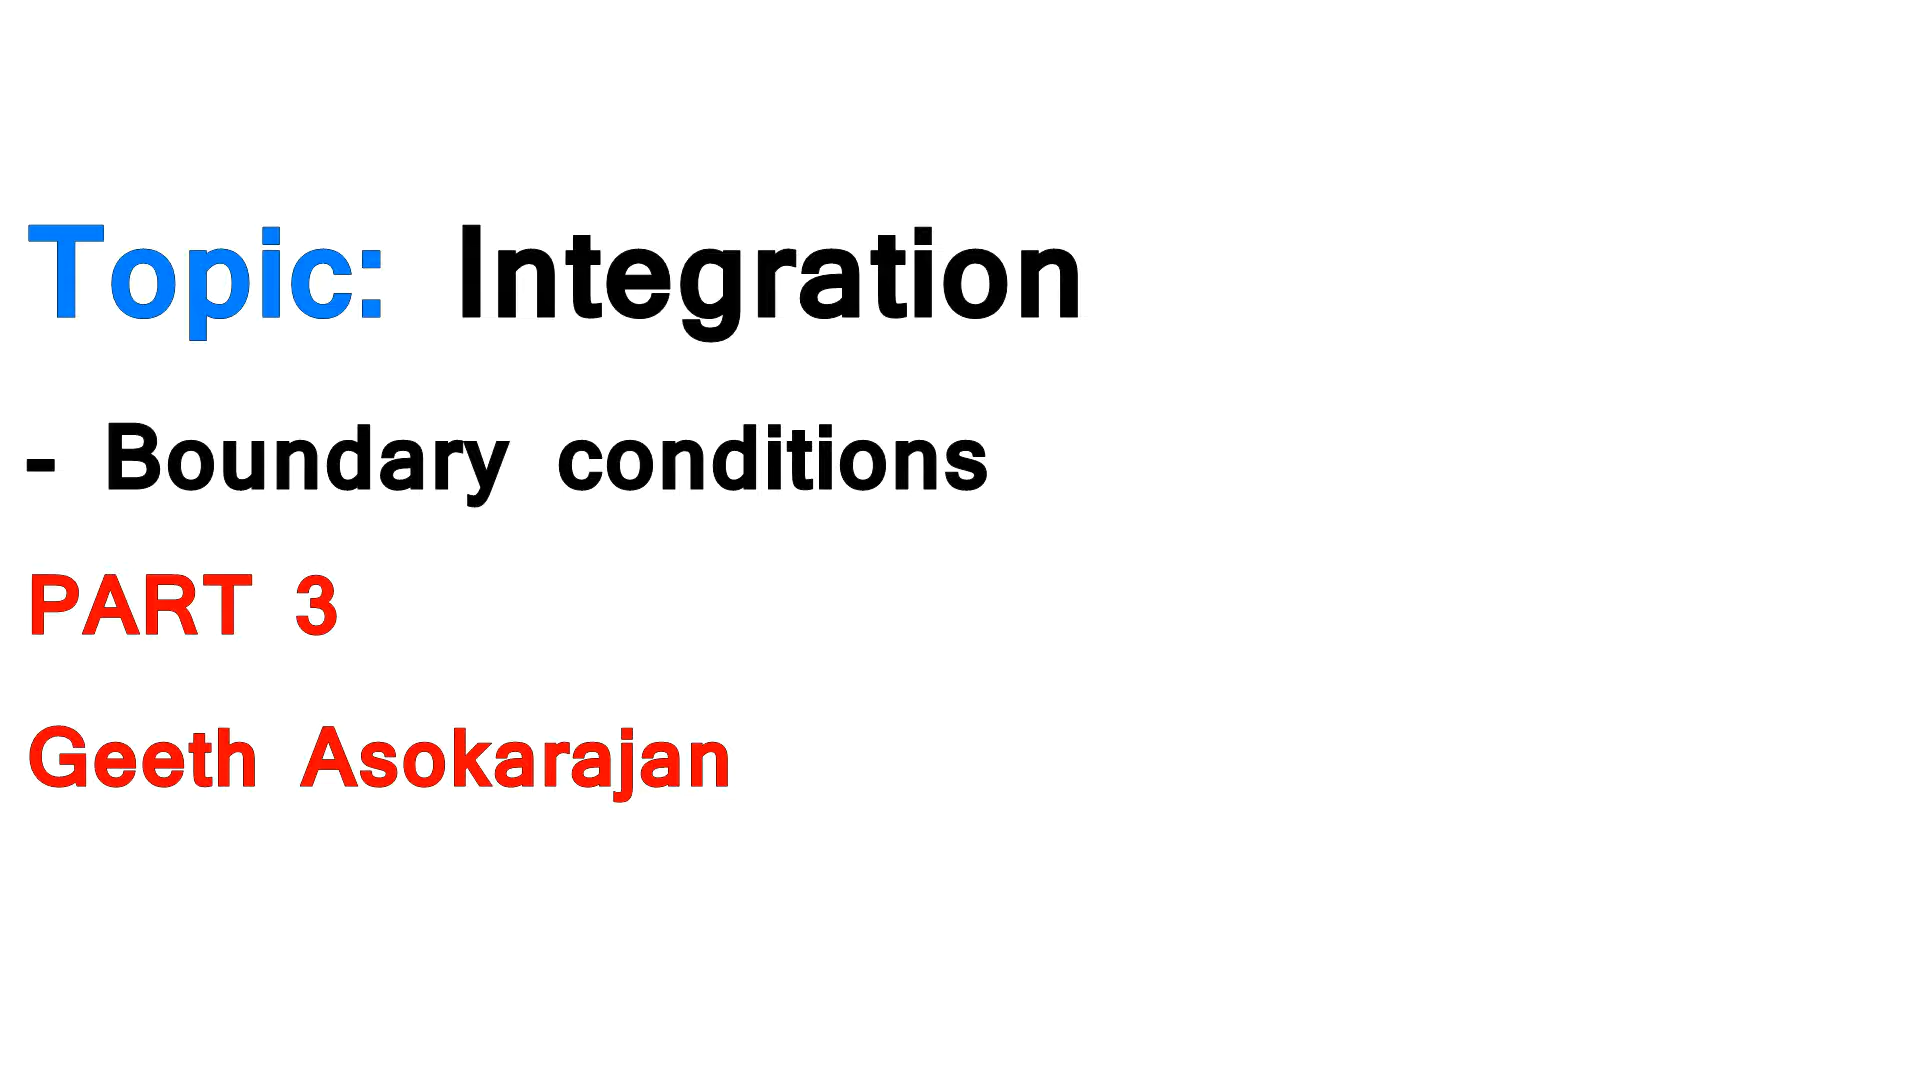 Topic: Integration
- Boundary conditions
PART 3
Geeth Asokarajan